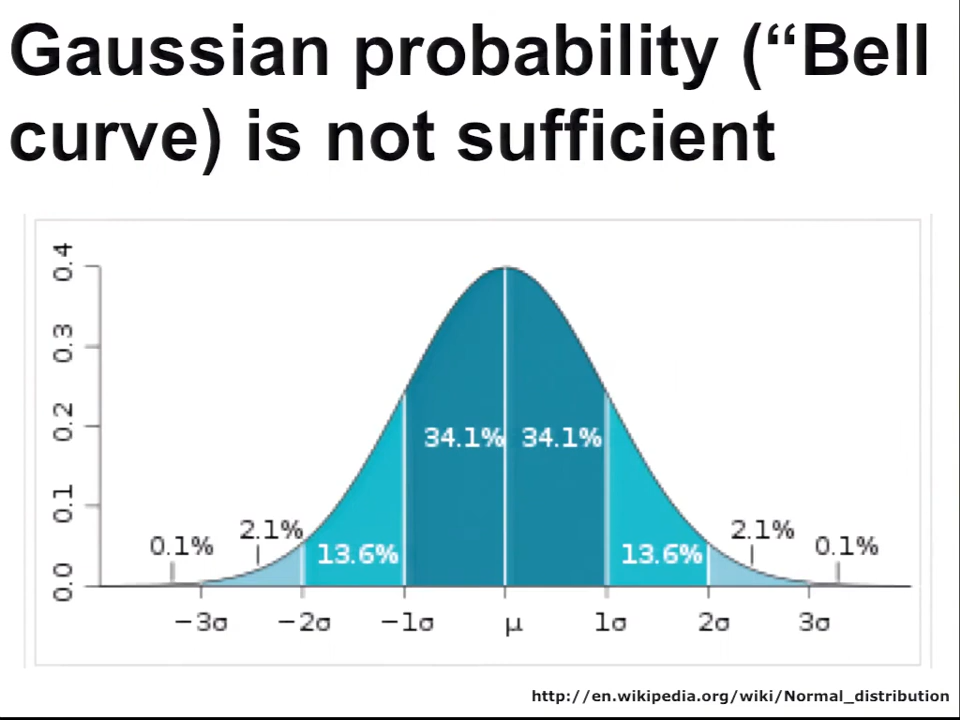 Gaussian probability (“Bell
curve) is not sufficient
0.4
0.3
0.2
0.1
0.0
34.1% 34.1%
0.1% 2.1% 13.6% 13.6% 2.1% 0.1%
−3σ −2σ −1σ μ 1σ 2σ 3σ
http://en.wikipedia.org/wiki/Normal_distribution